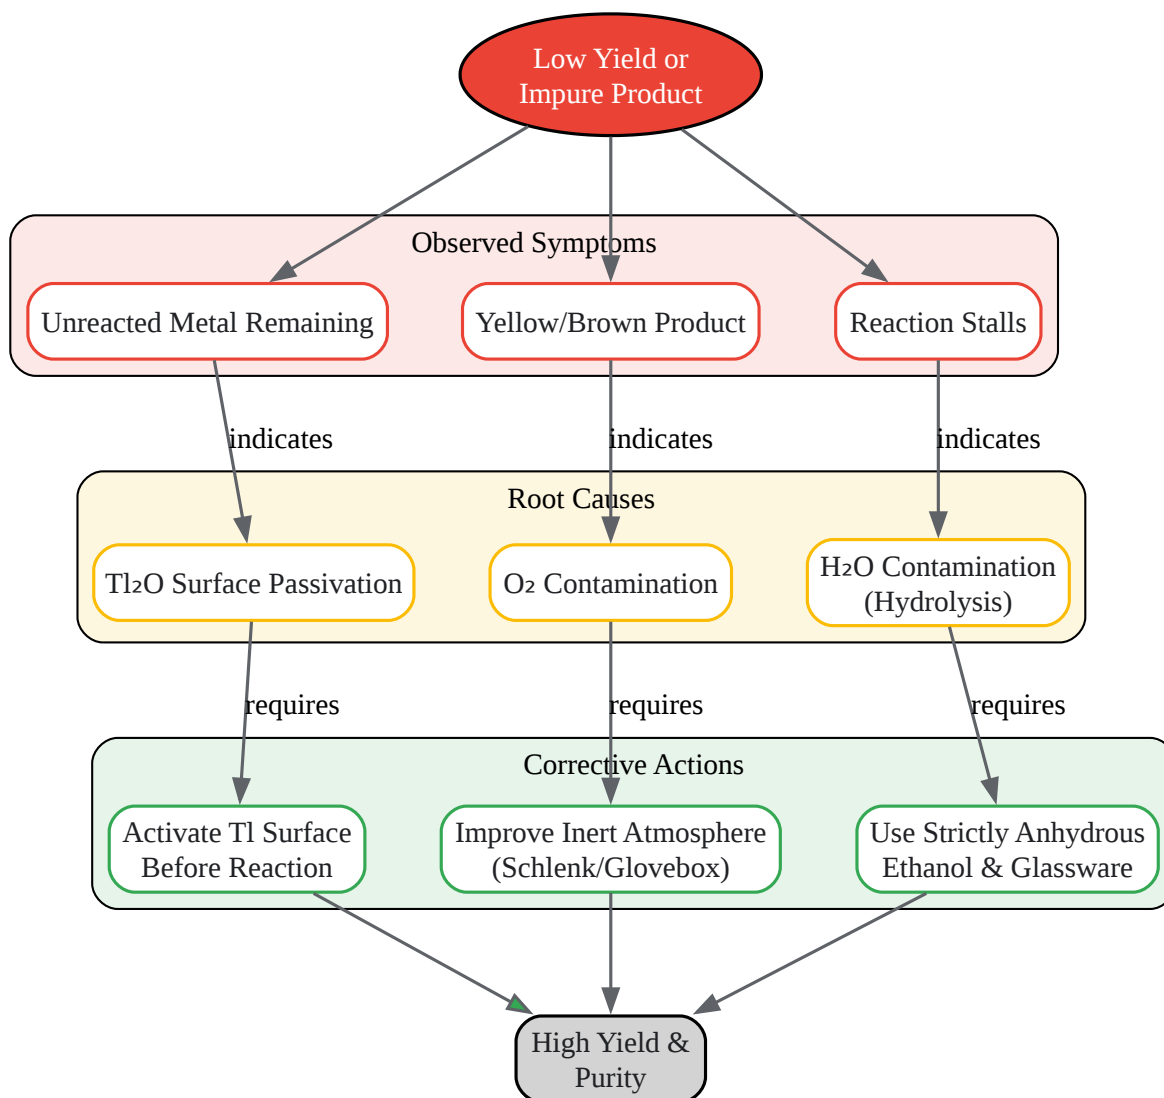 Low Yield or
Impure Product
Observed Symptoms
Unreacted Metal Remaining
Yellow/Brown Product
Reaction Stalls
indicates
indicates
indicates
Root Causes
Tl₂O Surface Passivation
O₂ Contamination
H₂O Contamination
(Hydrolysis)
requires
requires
requires
Corrective Actions
Activate Tl Surface
Before Reaction
Improve Inert Atmosphere
(Schlenk/Glovebox)
Use Strictly Anhydrous
Ethanol & Glassware
High Yield &
Purity